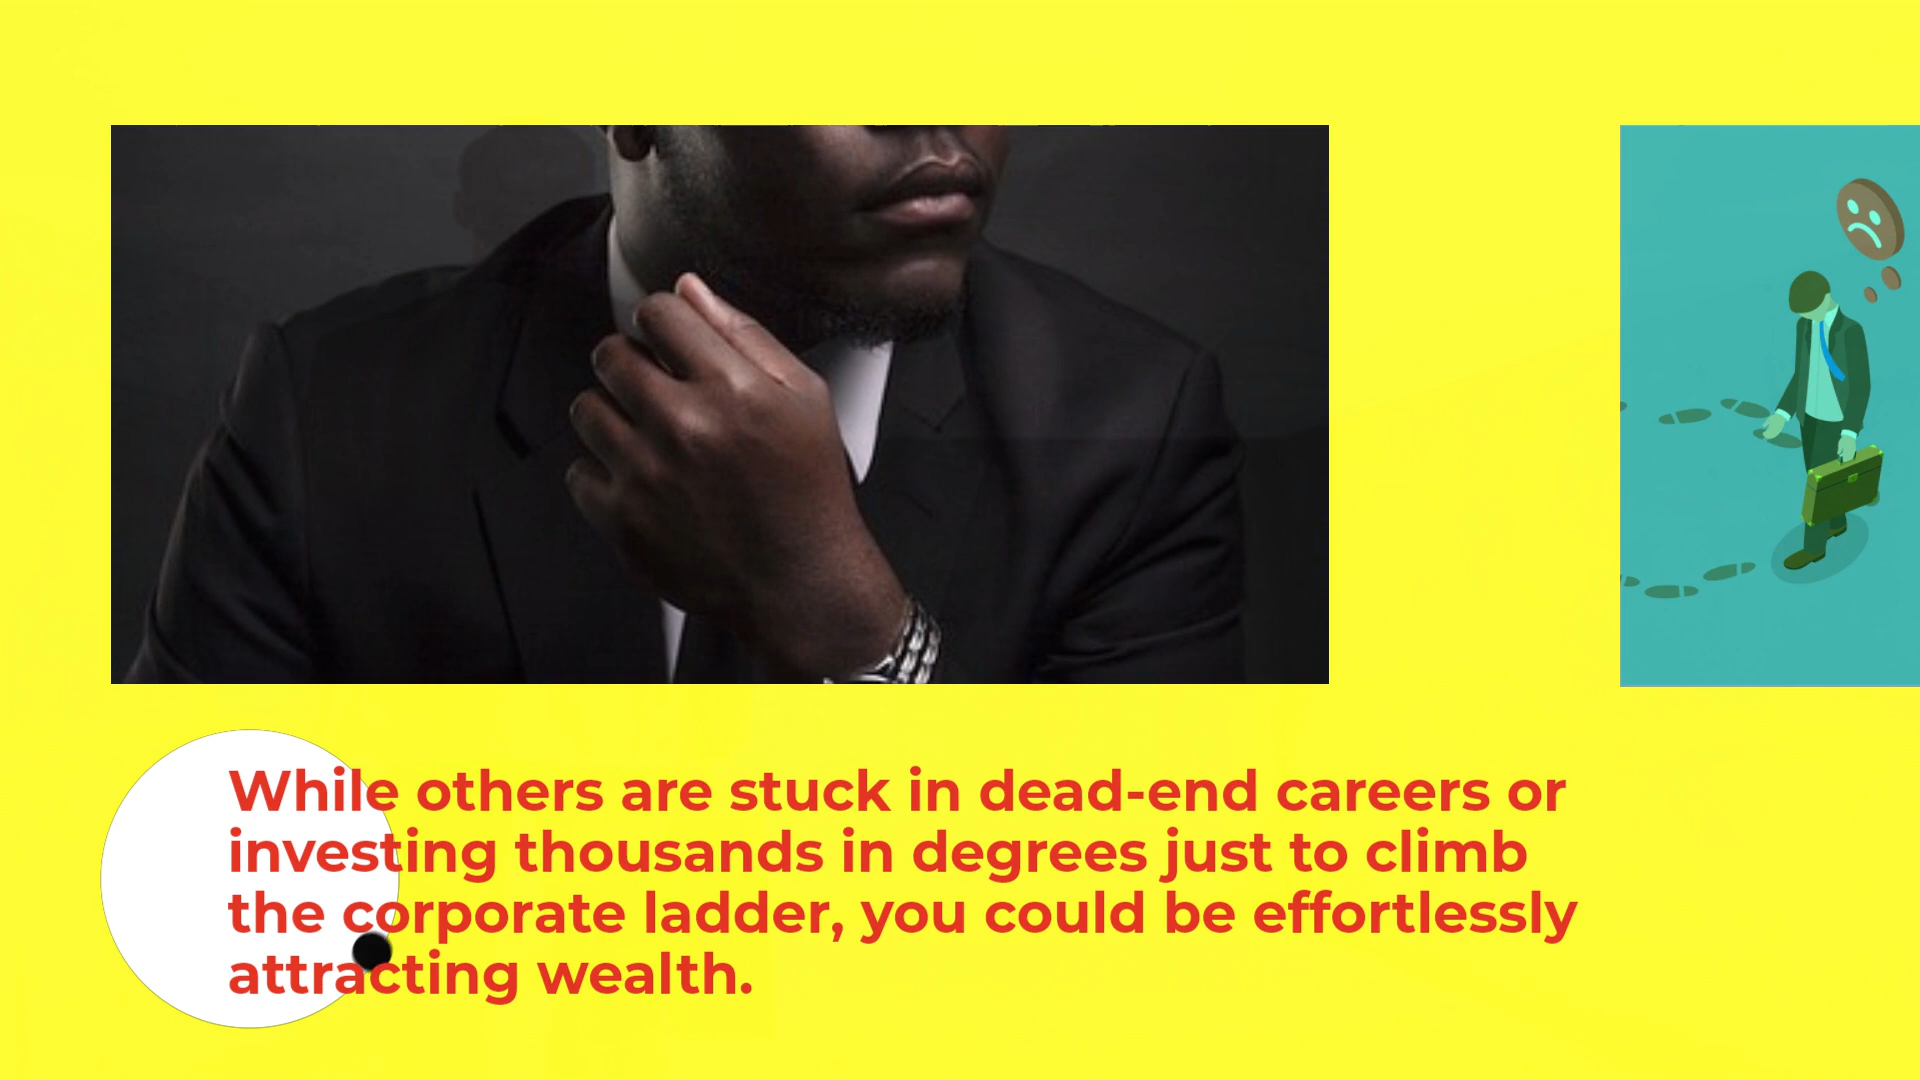 While others are stuck in dead-end careers or
investing thousands in degrees just to climb
the corporate ladder, you could be effortlessly
attracting wealth.